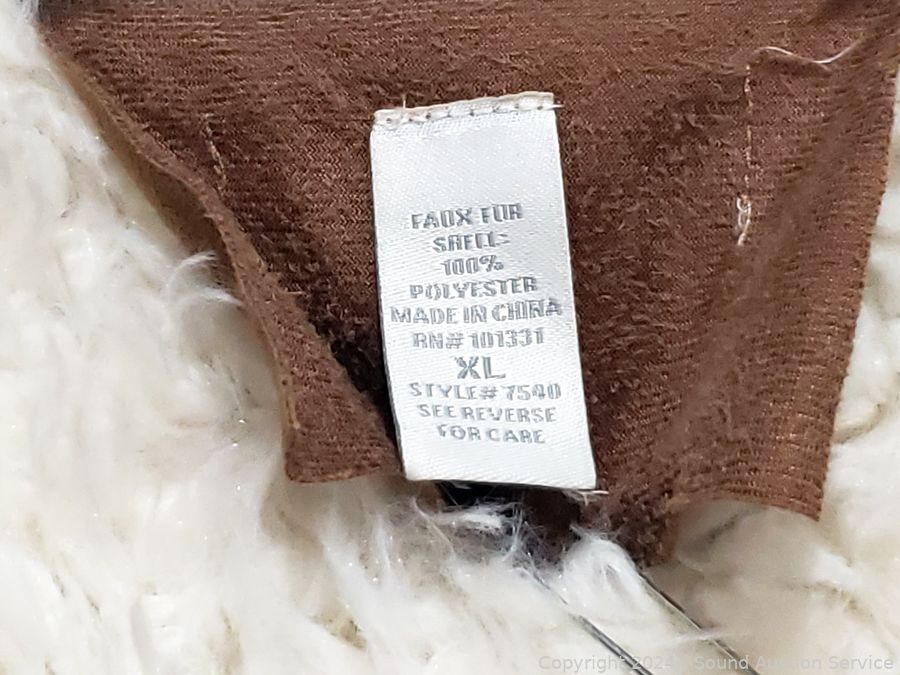 FAUX FUR
SHELL:
100%
POLYESTER
MADE IN CHINA
RN# 101331
XL
STYLE# 7540
SEE REVERSE
FOR CARE
Copyright 2024 Sound Auction Service